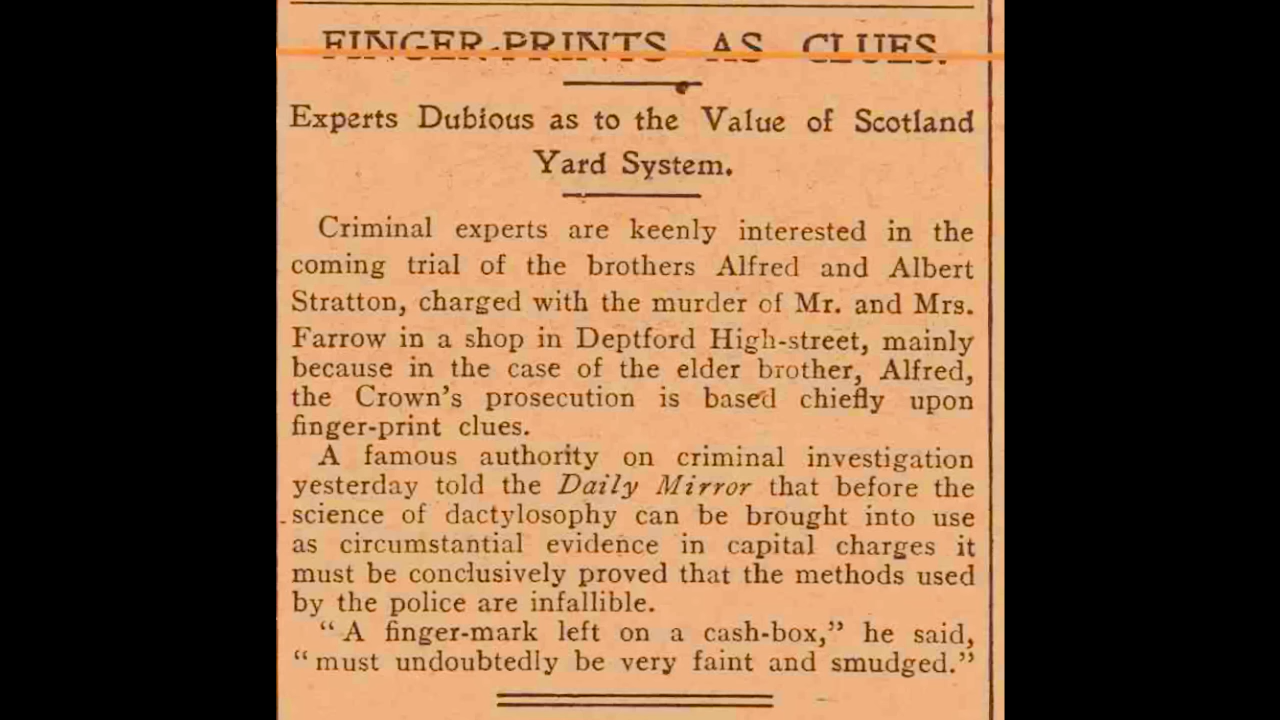 FINGER-PRINTS AS CLUES.
Experts Dubious as to the Value of Scotland
Yard System.
Criminal experts are keenly interested in the
coming trial of the brothers Alfred and Albert
Stratton, charged with the murder of Mr. and Mrs.
Farrow in a shop in Deptford High-street, mainly
because in the case of the elder brother, Alfred,
the Crown's prosecution is based chiefly upon
finger-print clues.
A famous authority on criminal investigation
yesterday told the Daily Mirror that before the
science of dactylosophy can be brought into use
as circumstantial evidence in capital charges it
must be conclusively proved that the methods used
by the police are infallible.
“A finger-mark left on a cash-box,” he said,
“must undoubtedly be very faint and smudged.”